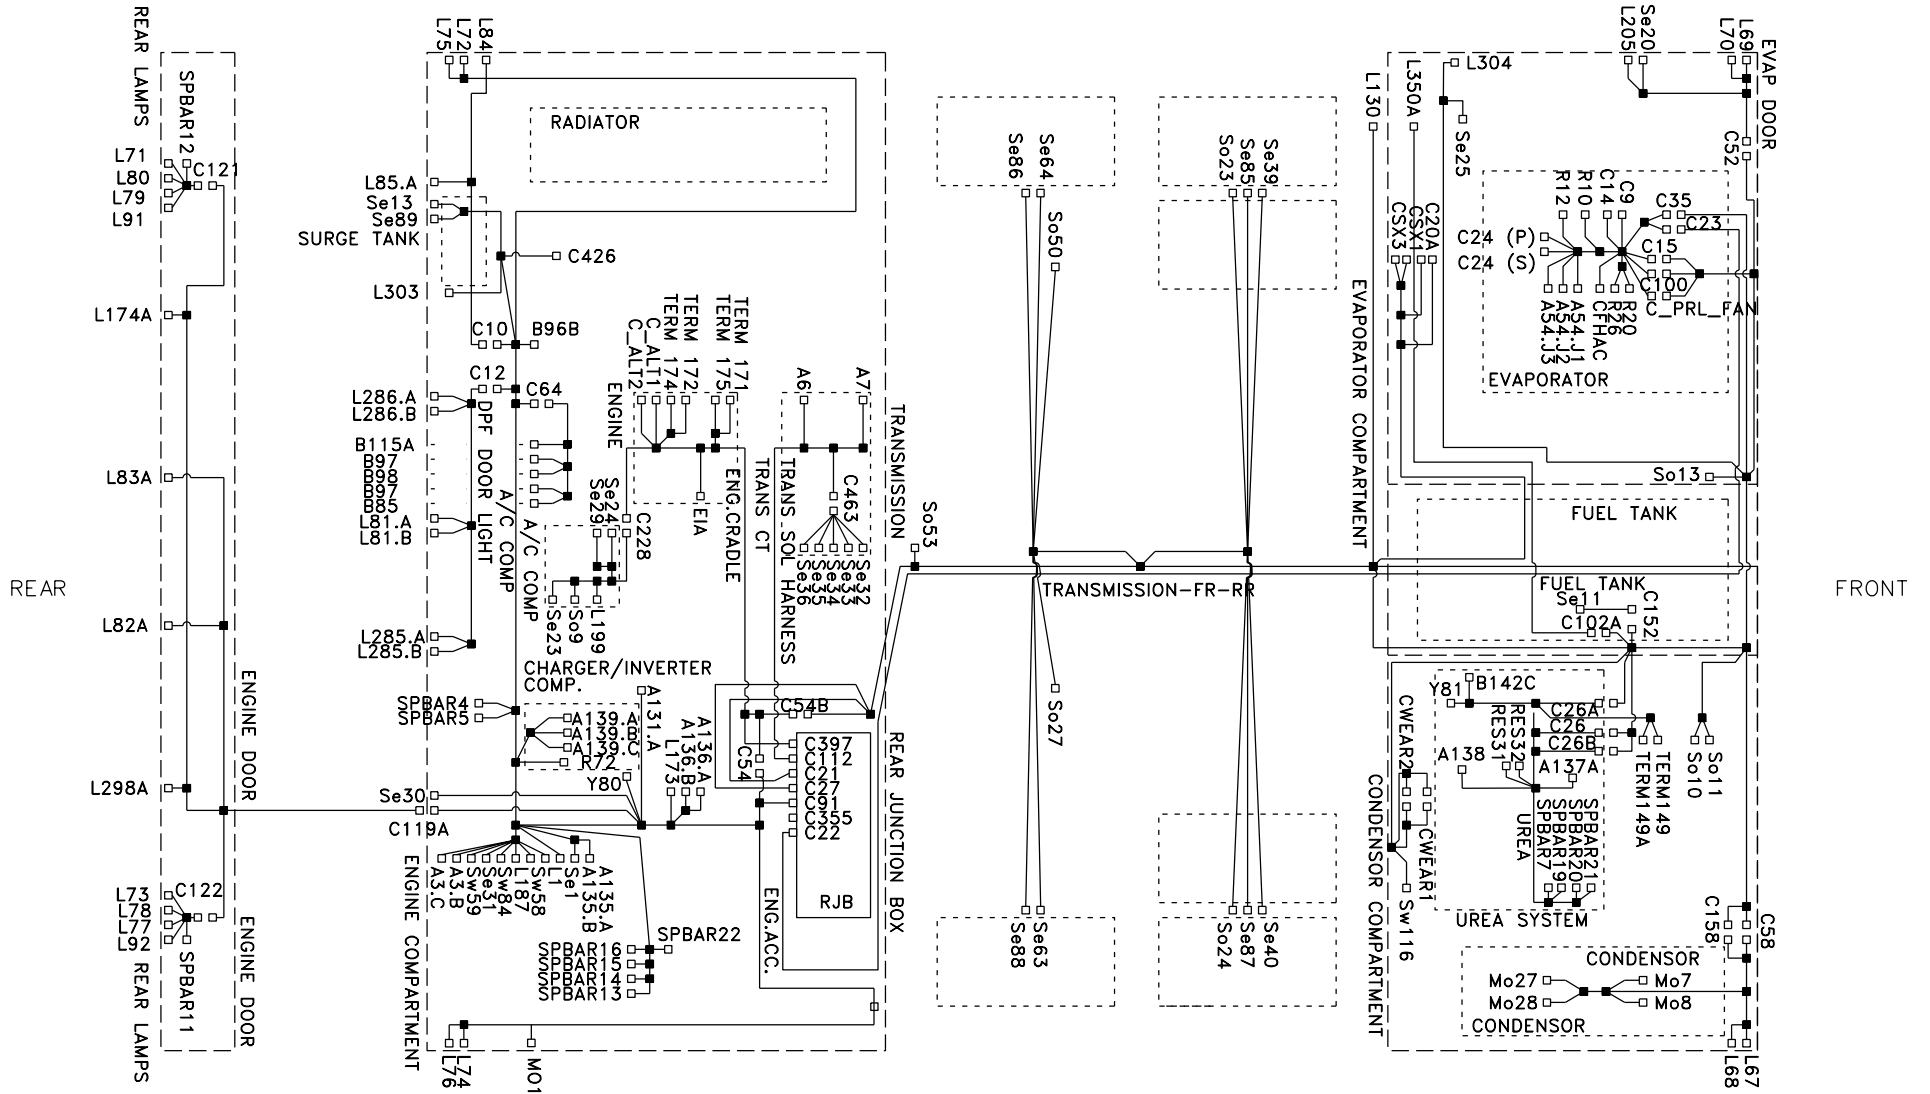 REAR LAMPS
SPBAR12
L71
L80
L79
L91
C121
L174A
L83A
L82A
L298A
REAR
ENGINE DOOR
L73
L78
L77
L92
C122
SPBAR11
REAR LAMPS
ENGINE DOOR
L75
L72
L84
RADIATOR
L85.A
Se13
Se89
SURGE TANK
C426
L303
C10
B96B
C12
C64
L286.A
L286.B
B115A
B97
B98
B97
B85
L81.A
L81.B
DPF DOOR LIGHT
A/C COMP
A/C COMP
L285.A
L285.B
SPBAR4
SPBAR5
ENGINE
C_ALT2
C_ALT1
TERM 174
TERM 172
TERM 175
TERM 171
Se29
Se24
C228
EIA
ENG.CRADLE
Se23
So9
L199
CHARGER/INVERTER
COMP.
A139.A
A139.B
A139.C
R72
Y80
A131.A
L173
A136.B
A136.A
Se30
C119A
ENGINE COMPARTMENT
A3.C
A3.B
Sw59
Se31
Sw84
L187
Sw58
L1
Se1
A135.B
A135.A
SPBAR22
SPBAR16
SPBAR15
SPBAR14
SPBAR13
ENG.ACC.
L76
L74
MO1
A6
A7
TRANS CT
TRANS SOL HARNESS
C463
Se36
Se35
Se34
Se33
Se32
TRANSMISSION
So53
C54B
C54
C397
C112
C21
C27
C91
C355
C22
RJB
REAR JUNCTION BOX
Se86
Se64
So50
So23
Se85
Se39
TRANSMISSION-FR-RR
So27
Se88
Se63
So24
Se87
Se40
L130
L350A
L304
Se25
L205
Se20
L70
L69
EVAP DOOR
C52
CSX3
CSX1
C20A
EVAPORATOR COMPARTMENT
R12
R10
C14
C9
C35
C23
C24 (P)
C24 (S)
C15
C100
C_PRL_FAN
A54.J3
A54.J2
A54.J1
CFHAC
R26
R20
EVAPORATOR
So13
FUEL TANK
FUEL TANK
Se11
C102A
C152
FRONT
Y81
B142C
C26A
C26
C26B
RES31
RES32
A138
A137A
TERM149A
TERM149
So10
So11
CWEAR2
CWEAR1
Sw116
CONDENSOR COMPARTMENT
UREA
SPBAR7
SPBAR19
SPBAR20
SPBAR21
UREA SYSTEM
C158
C58
CONDENSOR
Mo27
Mo7
Mo28
Mo8
CONDENSOR
L68
L67